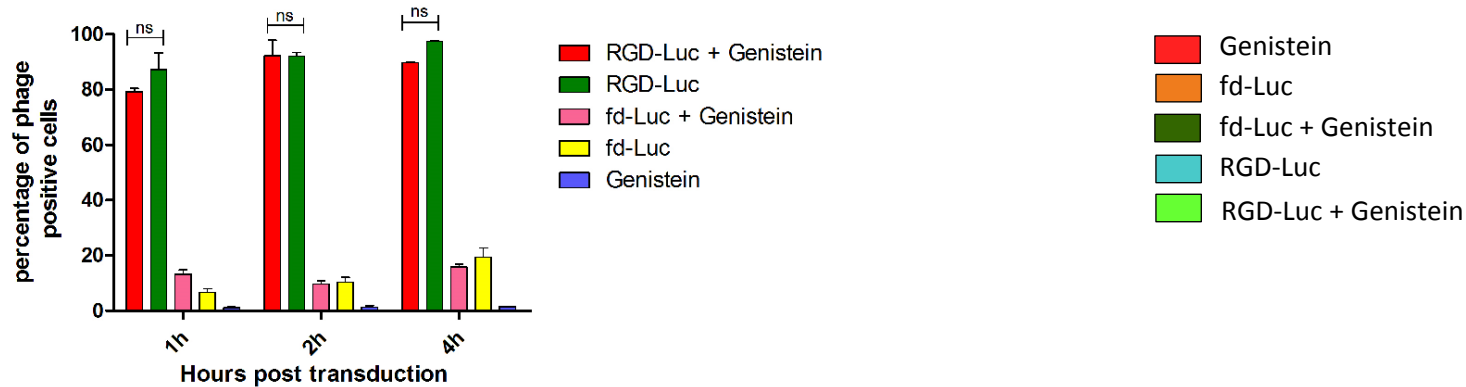 ns
ns
ns
100
80
60
40
20
0
percentage of phage
positive cells
1h
2h
4h
Hours post transduction
RGD-Luc + Genistein
RGD-Luc
fd-Luc + Genistein
fd-Luc
Genistein
Genistein
fd-Luc
fd-Luc + Genistein
RGD-Luc
RGD-Luc + Genistein